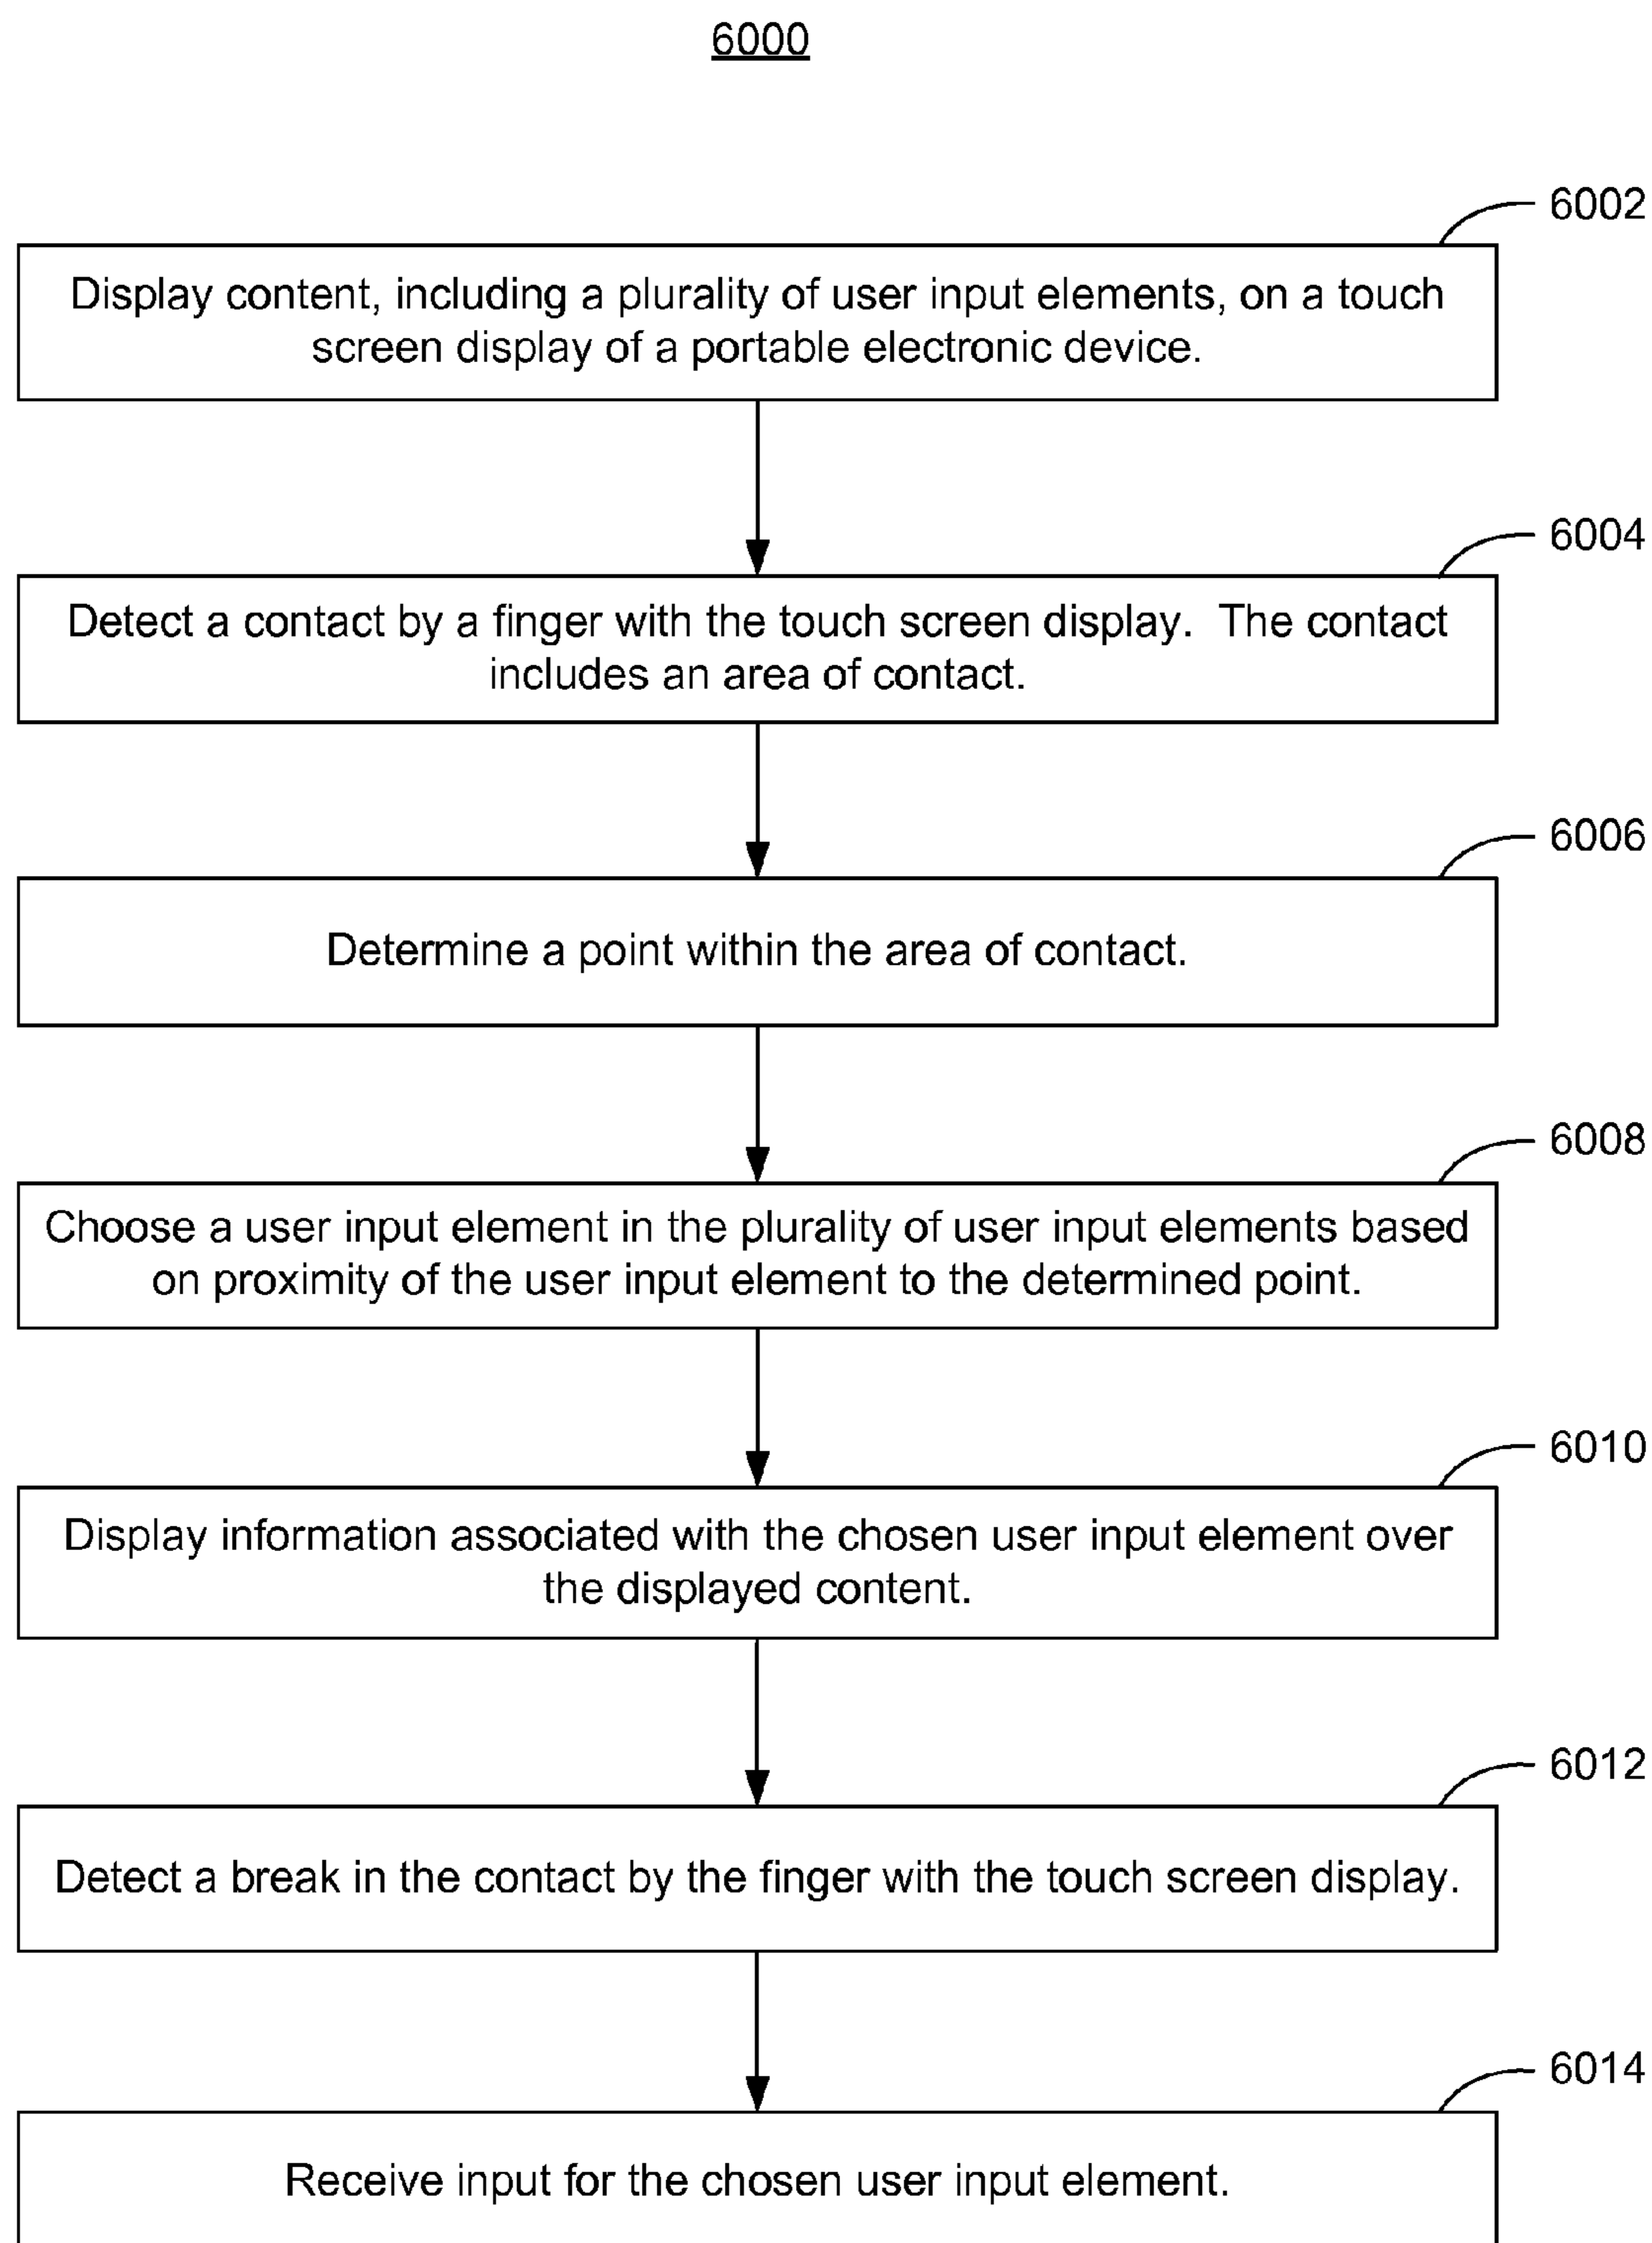 6000
6002
Display content, including a plurality of user input elements, on a touch
screen display of a portable electronic device.
6004
Detect a contact by a finger with the touch screen display.  The contact
includes an area of contact.
6006
Determine a point within the area of contact.
6008
Choose a user input element in the plurality of user input elements based
on proximity of the user input element to the determined point.
6010
Display information associated with the chosen user input element over
the displayed content.
6012
Detect a break in the contact by the finger with the touch screen display.
6014
Receive input for the chosen user input element.